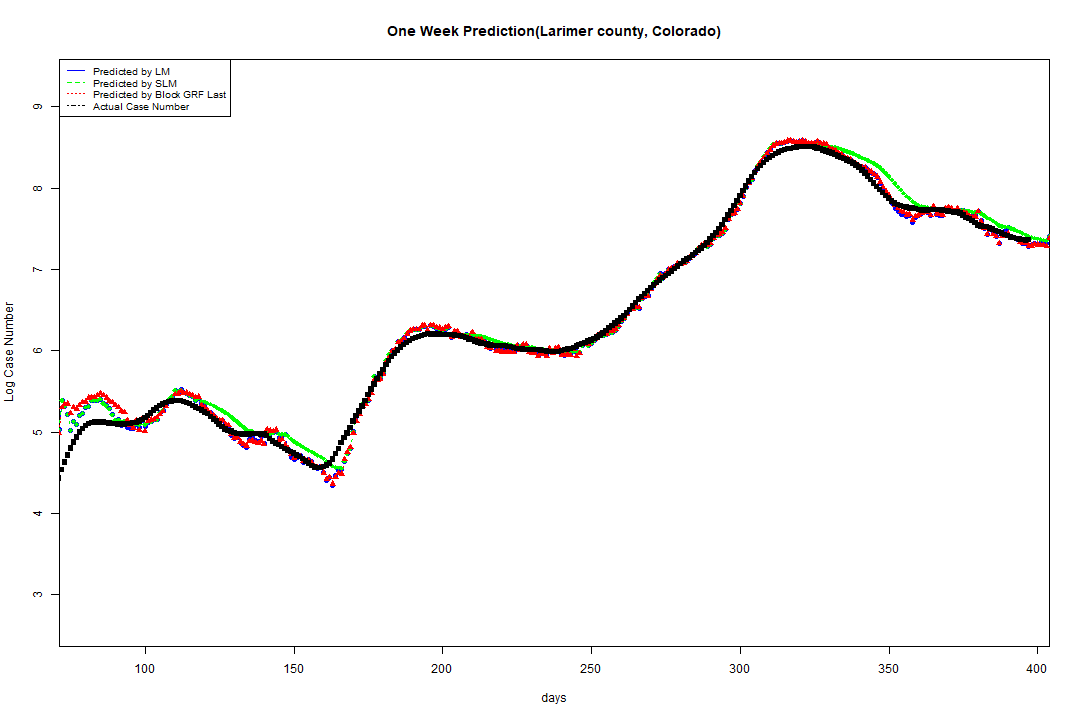 One Week Prediction(Larimer county, Colorado)
Predicted by LM
Predicted by SLM
Predicted by Block GRF Last
Actual Case Number
Log Case Number
9
8
7
6
5
4
3
100 150 200 250 300 350 400
days